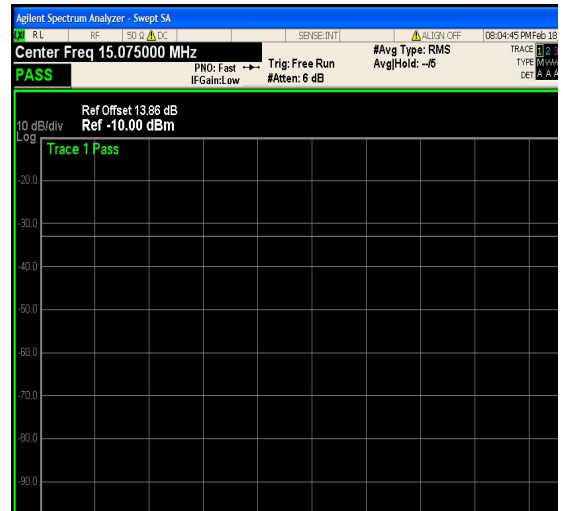 Agilent Spectrum Analyzer - Swept SA
LXI RL RF 50 Ω DC SENSE:INT ALIGN OFF 08:04:45 PM Feb 18
Center Freq 15.075000 MHz
PNO: Fast
IFGain:Low
Trig: Free Run
#Atten: 6 dB
#Avg Type: RMS
Avg|Hold: --/5
TRACE 1 2 3
TYPE M
DET A A A
PASS
Ref Offset 13.86 dB
10 dB/div Ref -10.00 dBm
Log
Trace 1 Pass
-20.0
-30.0
-40.0
-50.0
-60.0
-70.0
-80.0
-90.0